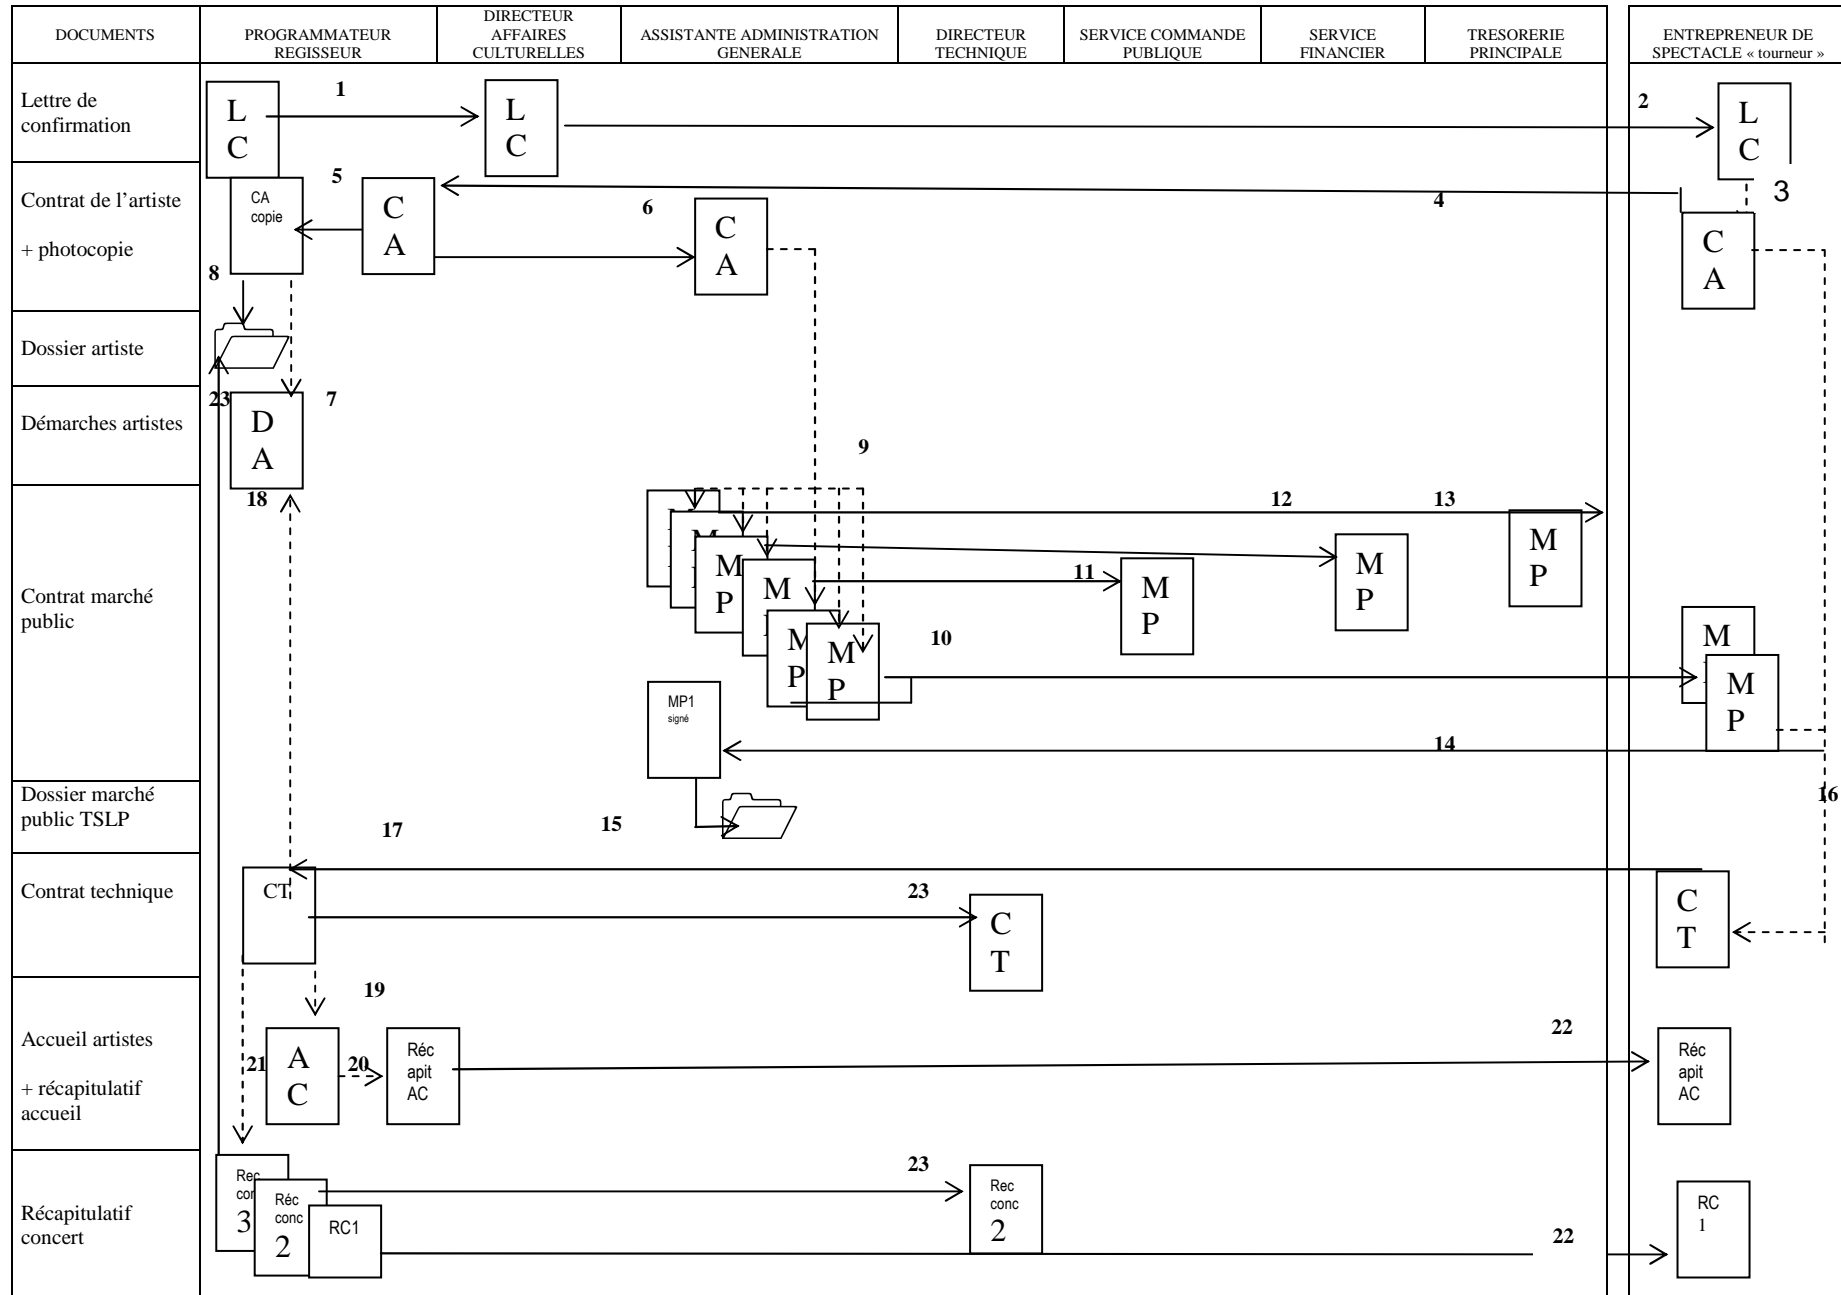 DOCUMENTS
PROGRAMMATEUR
REGISSEUR
DIRECTEUR
AFFAIRES
CULTURELLES
ASSISTANTE ADMINISTRATION
GENERALE
DIRECTEUR
TECHNIQUE
SERVICE COMMANDE
PUBLIQUE
SERVICE
FINANCIER
TRESORERIE
PRINCIPALE
ENTREPRENEUR DE
SPECTACLE « tourneur »
Lettre de
confirmation
L
C
1
L
C
2
L
C
Contrat de l'artiste
+ photocopie
CA
copie
5
C
A
6
C
A
4
3
C
A
8
Dossier artiste
Démarches artistes
23
D
A
7
9
18
Contrat marché
public
M
M
P
M
M
P
M
P
10
11
M
P
12
M
P
13
M
P
M
M
P
MP1
signé
14
Dossier marché
public TSLP
15
16
17
Contrat technique
CT
23
C
T
C
T
19
Accueil artistes
+ récapitulatif
accueil
21
A
C
20
Réc
apit
AC
22
Réc
apit
AC
Récapitulatif
concert
Rec
con
3
Réc
conc
2
RC1
23
Rec
conc
2
22
RC
1